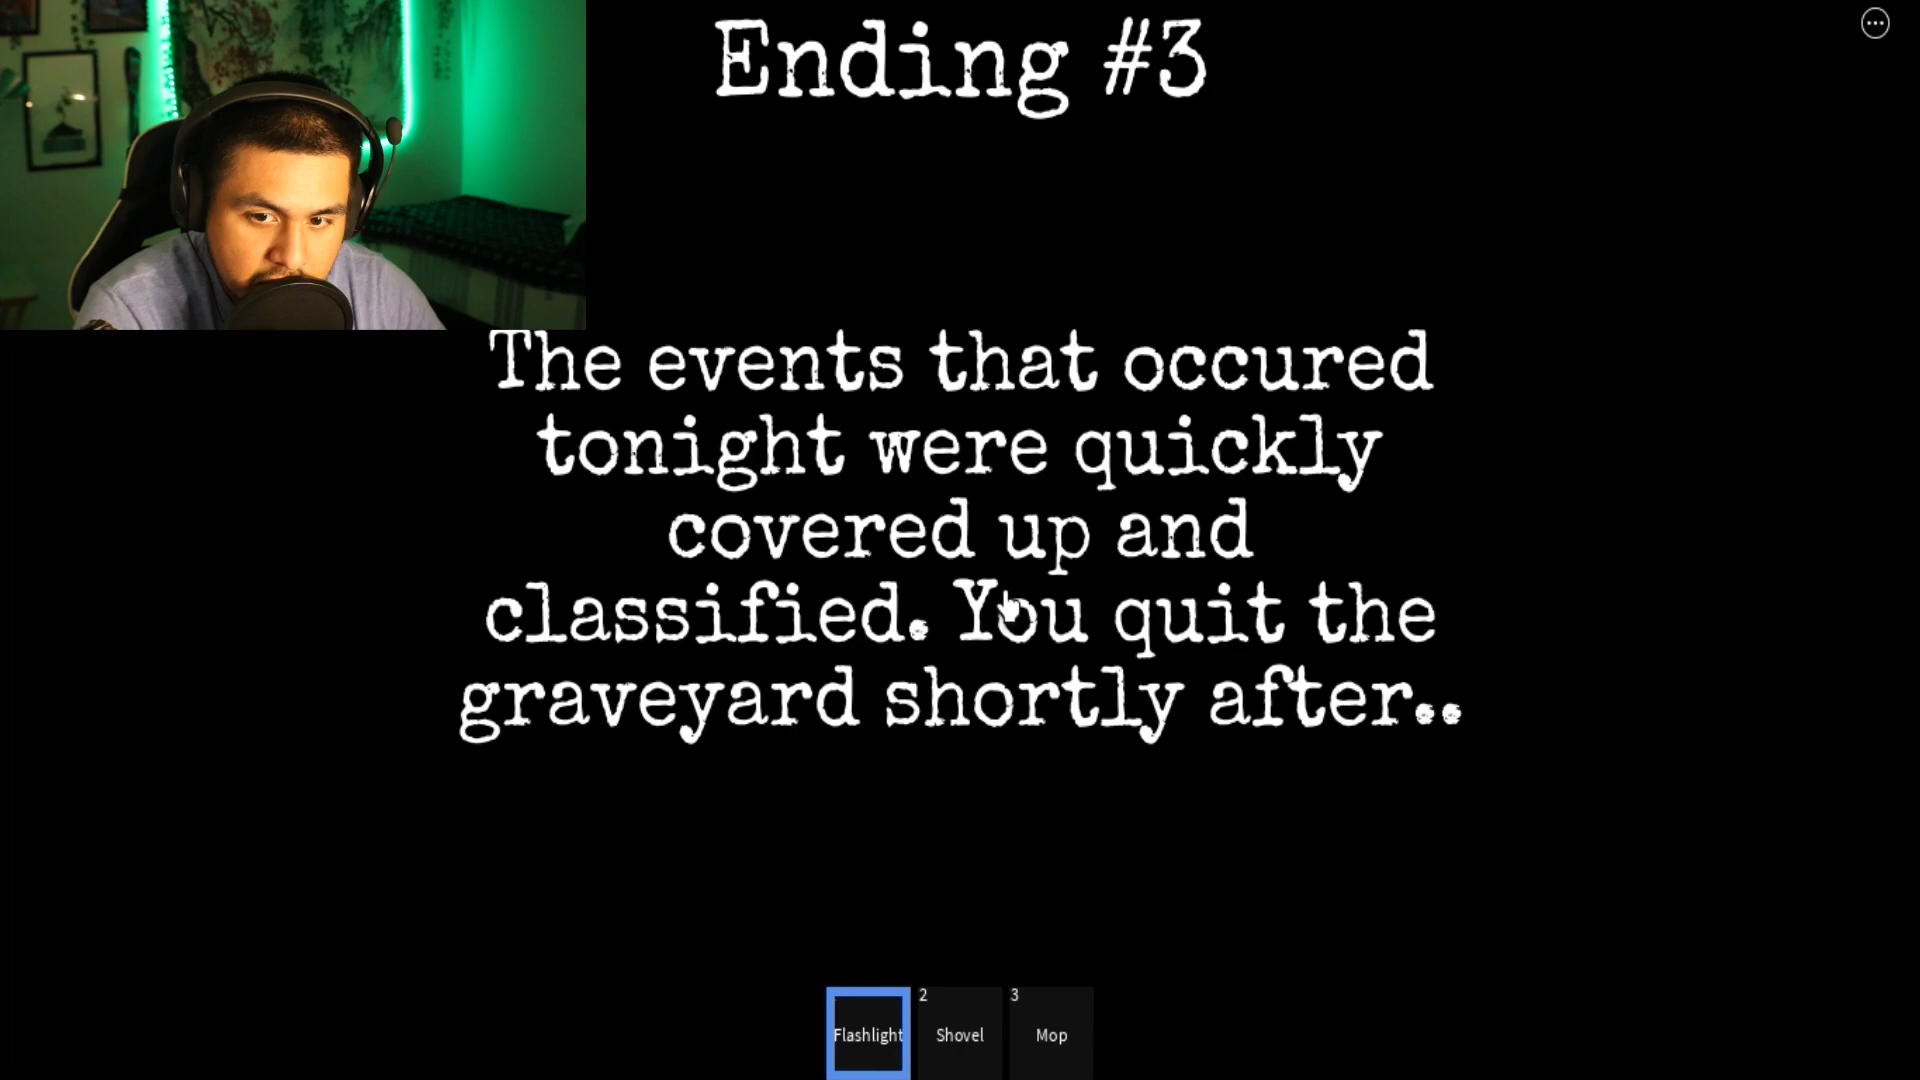 Ending #3
The events that occured
tonight were quickly
covered up and
classified. You quit the
graveyard shortly after..
Flashlight
2
Shovel
3
Mop